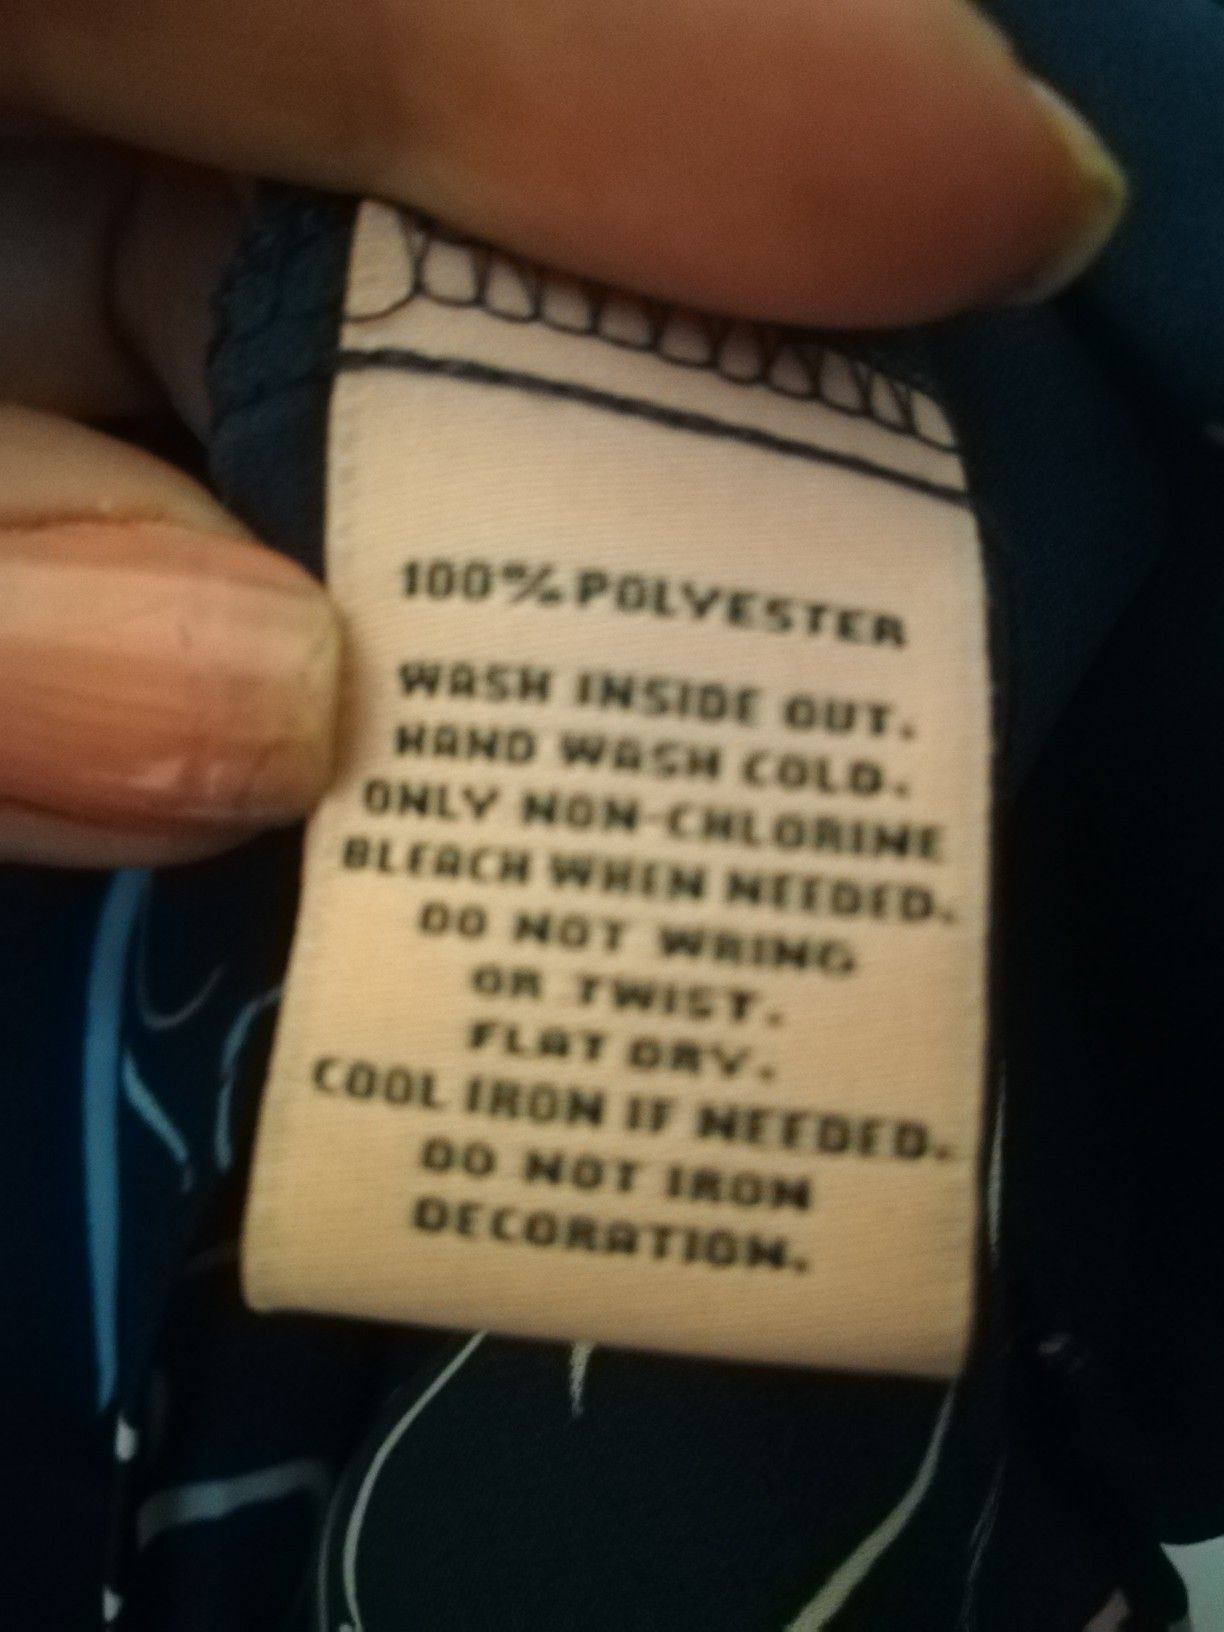 100% POLYESTER
WASH INSIDE OUT.
HAND WASH COLD.
ONLY NON-CHLORINE
BLEACH WHEN NEEDED.
DO NOT WRING
OR TWIST.
FLAT DRY.
COOL IRON IF NEEDED.
DO NOT IRON
DECORATION.